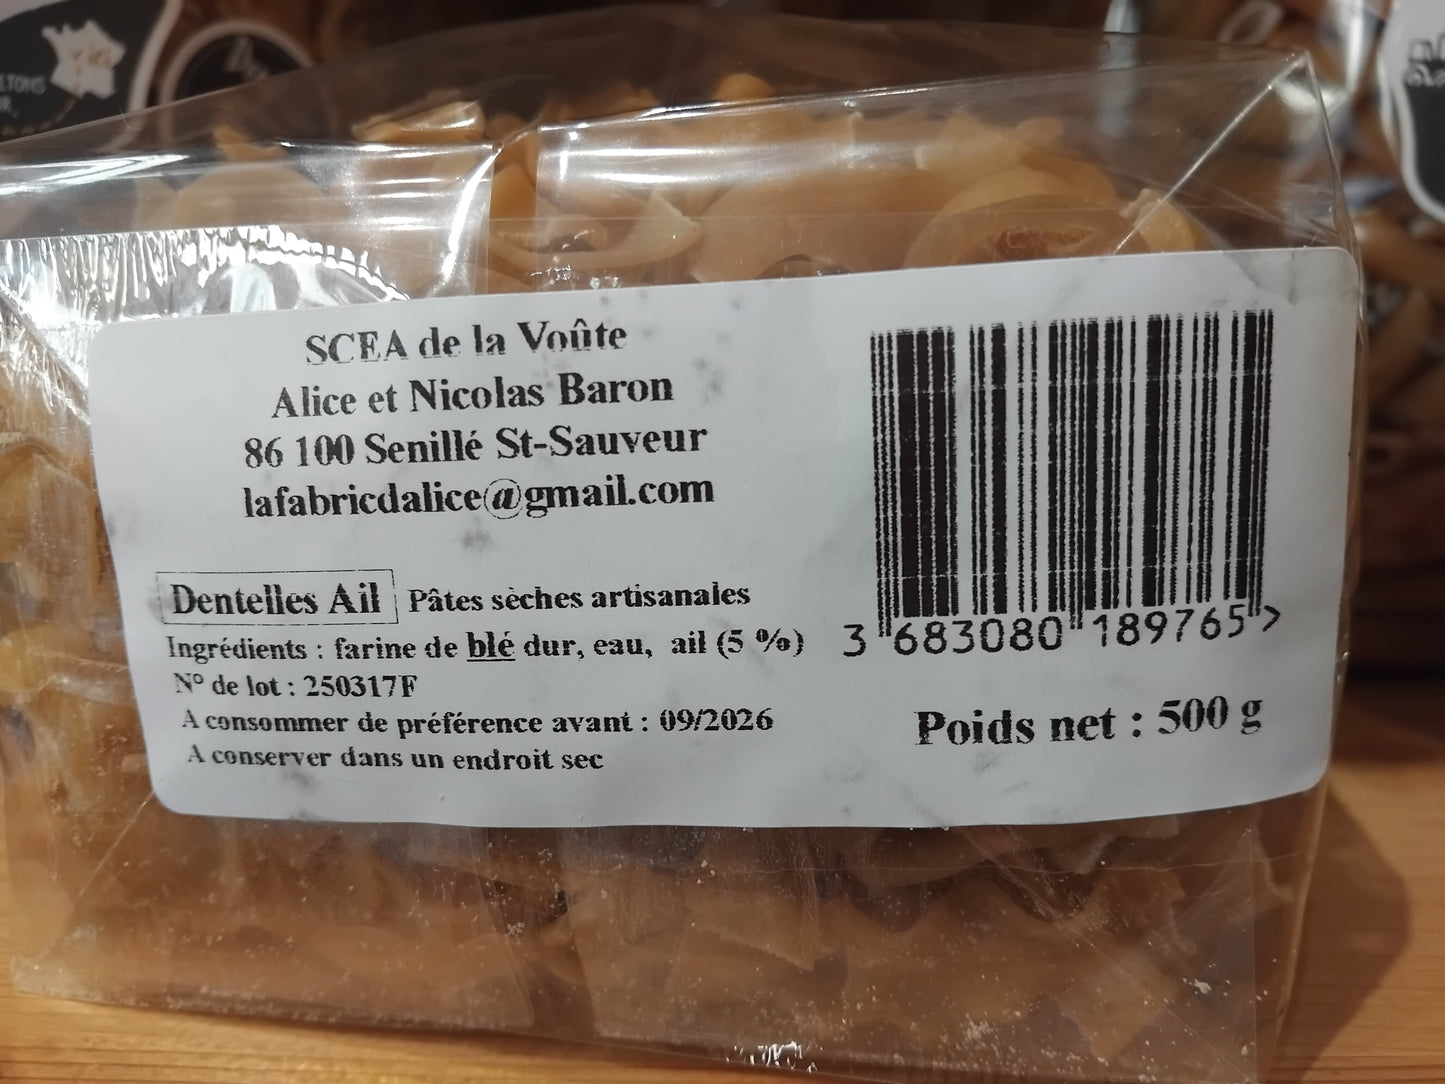 SCEA de la Voûte
Alice et Nicolas Baron
86 100 Senillé St-Sauveur
lafabricdalice@gmail.com
Dentelles Ail Pâtes sèches artisanales
Ingrédients : farine de blé dur, eau, ail (5 %)
N° de lot : 250317F
A consommer de préférence avant : 09/2026
A conserver dans un endroit sec
3 683080 189765 >
Poids net : 500 g